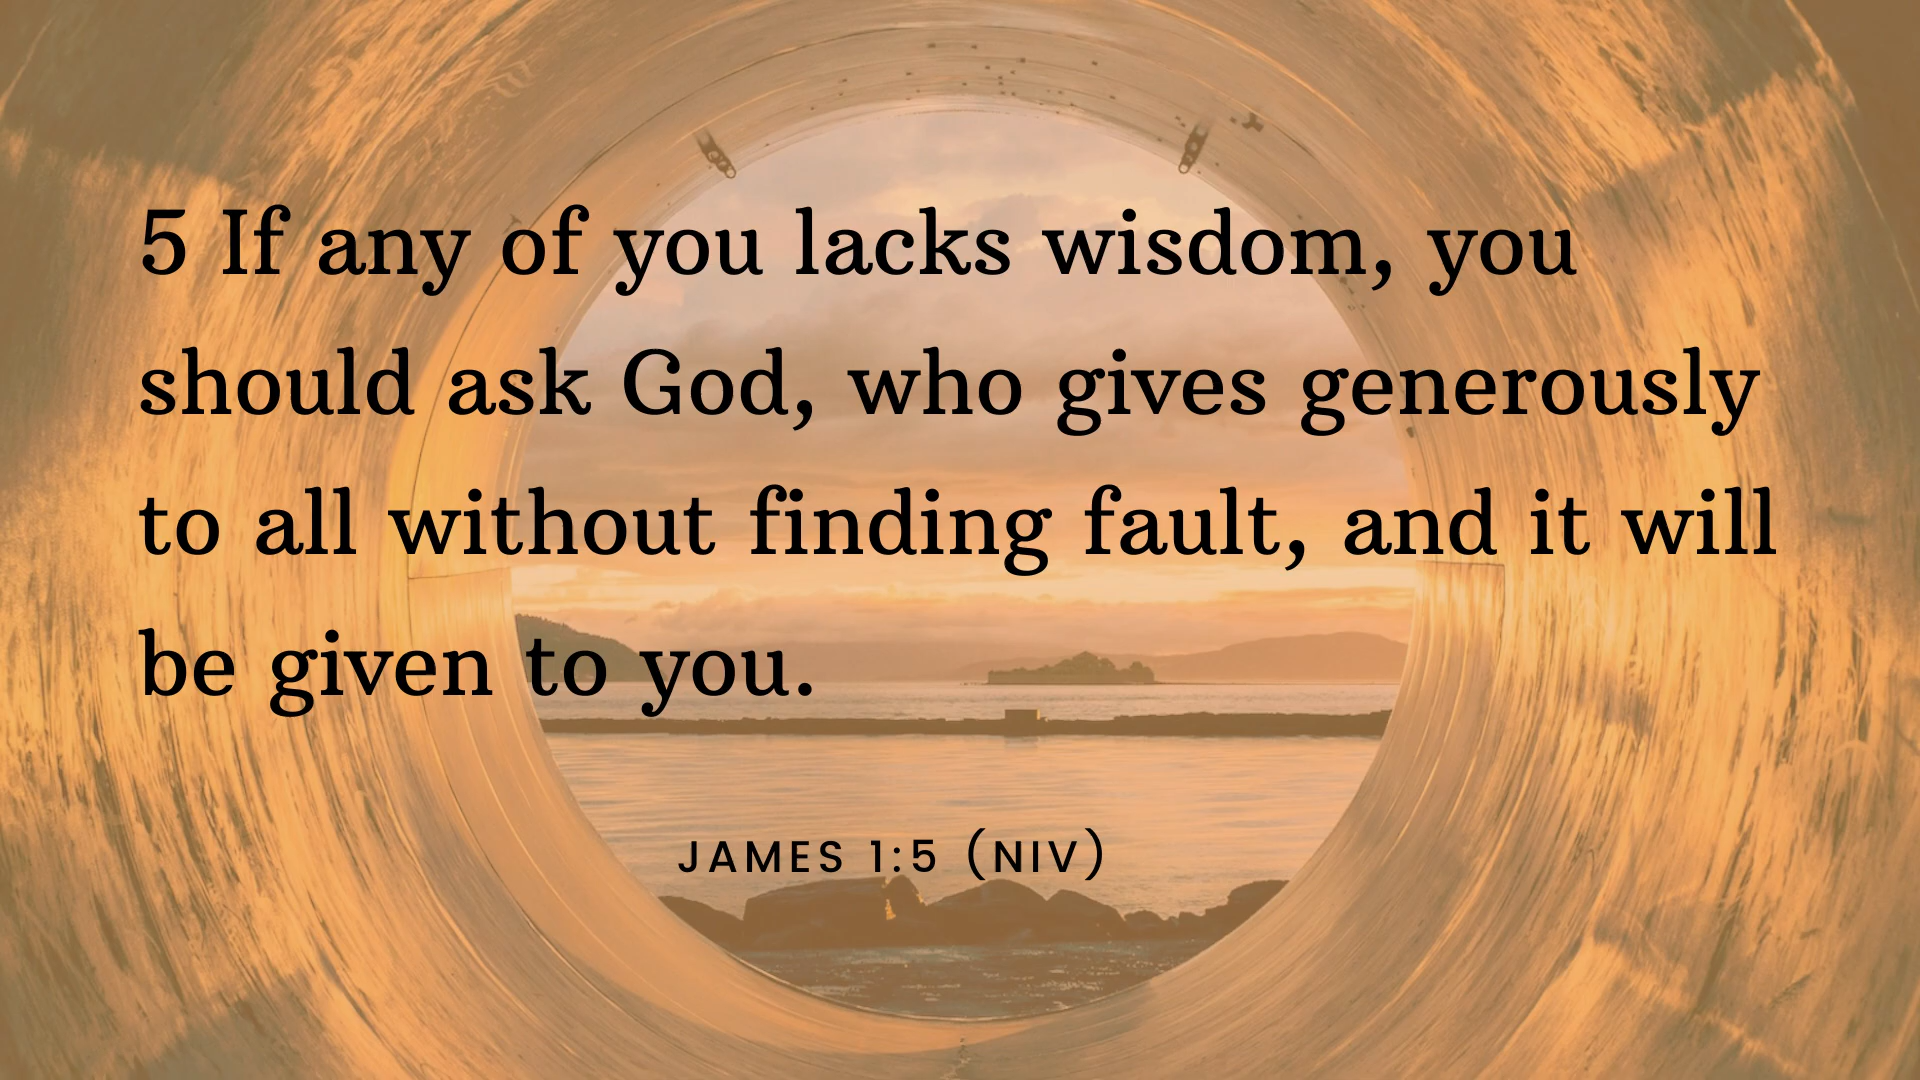 5 If any of you lacks wisdom, you
should ask God, who gives generously
to all without finding fault, and it will
be given to you.
JAMES 1:5 (NIV)